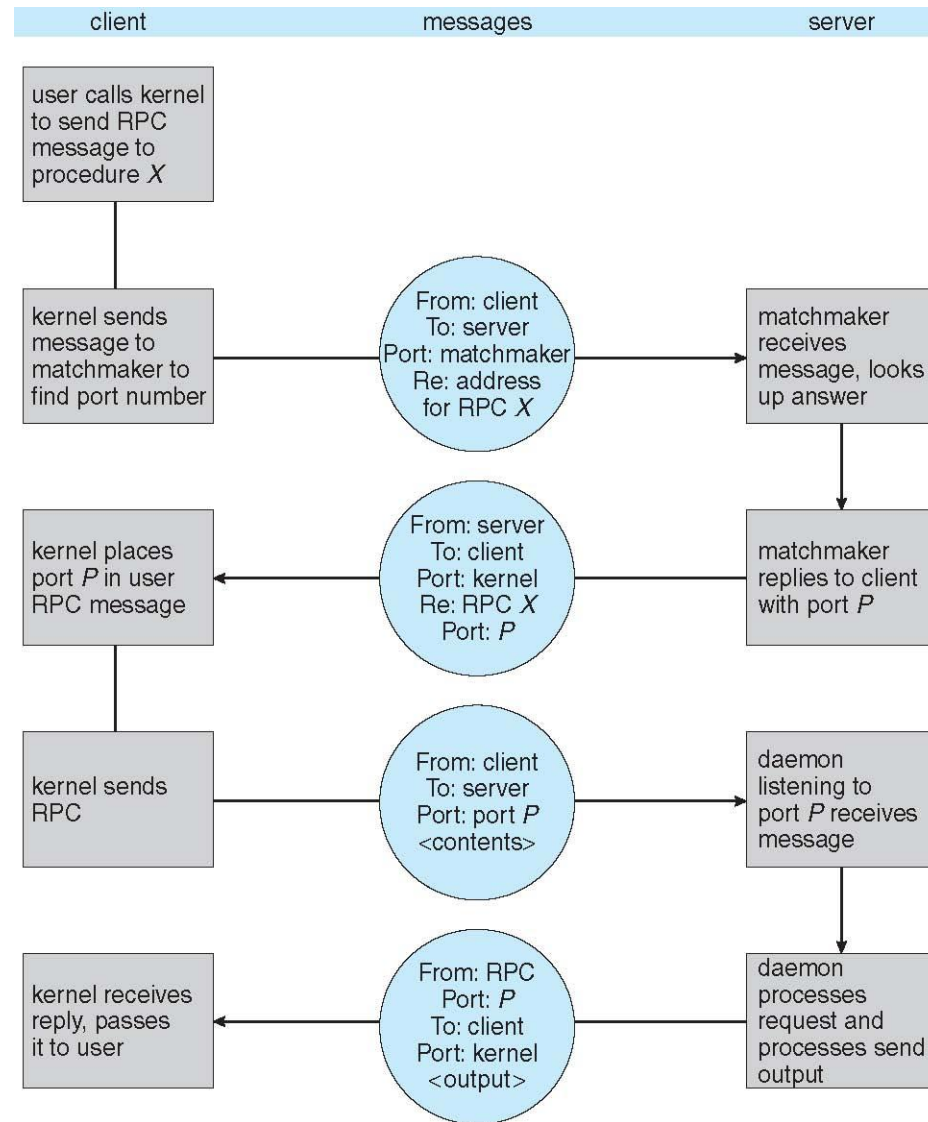 client
messages
server
user calls kernel
to send RPC
message to
procedure X
kernel sends
message to
matchmaker to
find port number
From: client
To: server
Port: matchmaker
Re: address
for RPC X
matchmaker
receives
message, looks
up answer
kernel places
port P in user
RPC message
From: server
To: client
Port: kernel
Re: RPC X
Port: P
matchmaker
replies to client
with port P
kernel sends
RPC
From: client
To: server
Port: port P
<contents>
daemon
listening to
port P receives
message
kernel receives
reply, passes
it to user
From: RPC
Port: P
To: client
Port: kernel
<output>
daemon
processes
request and
processes send
output